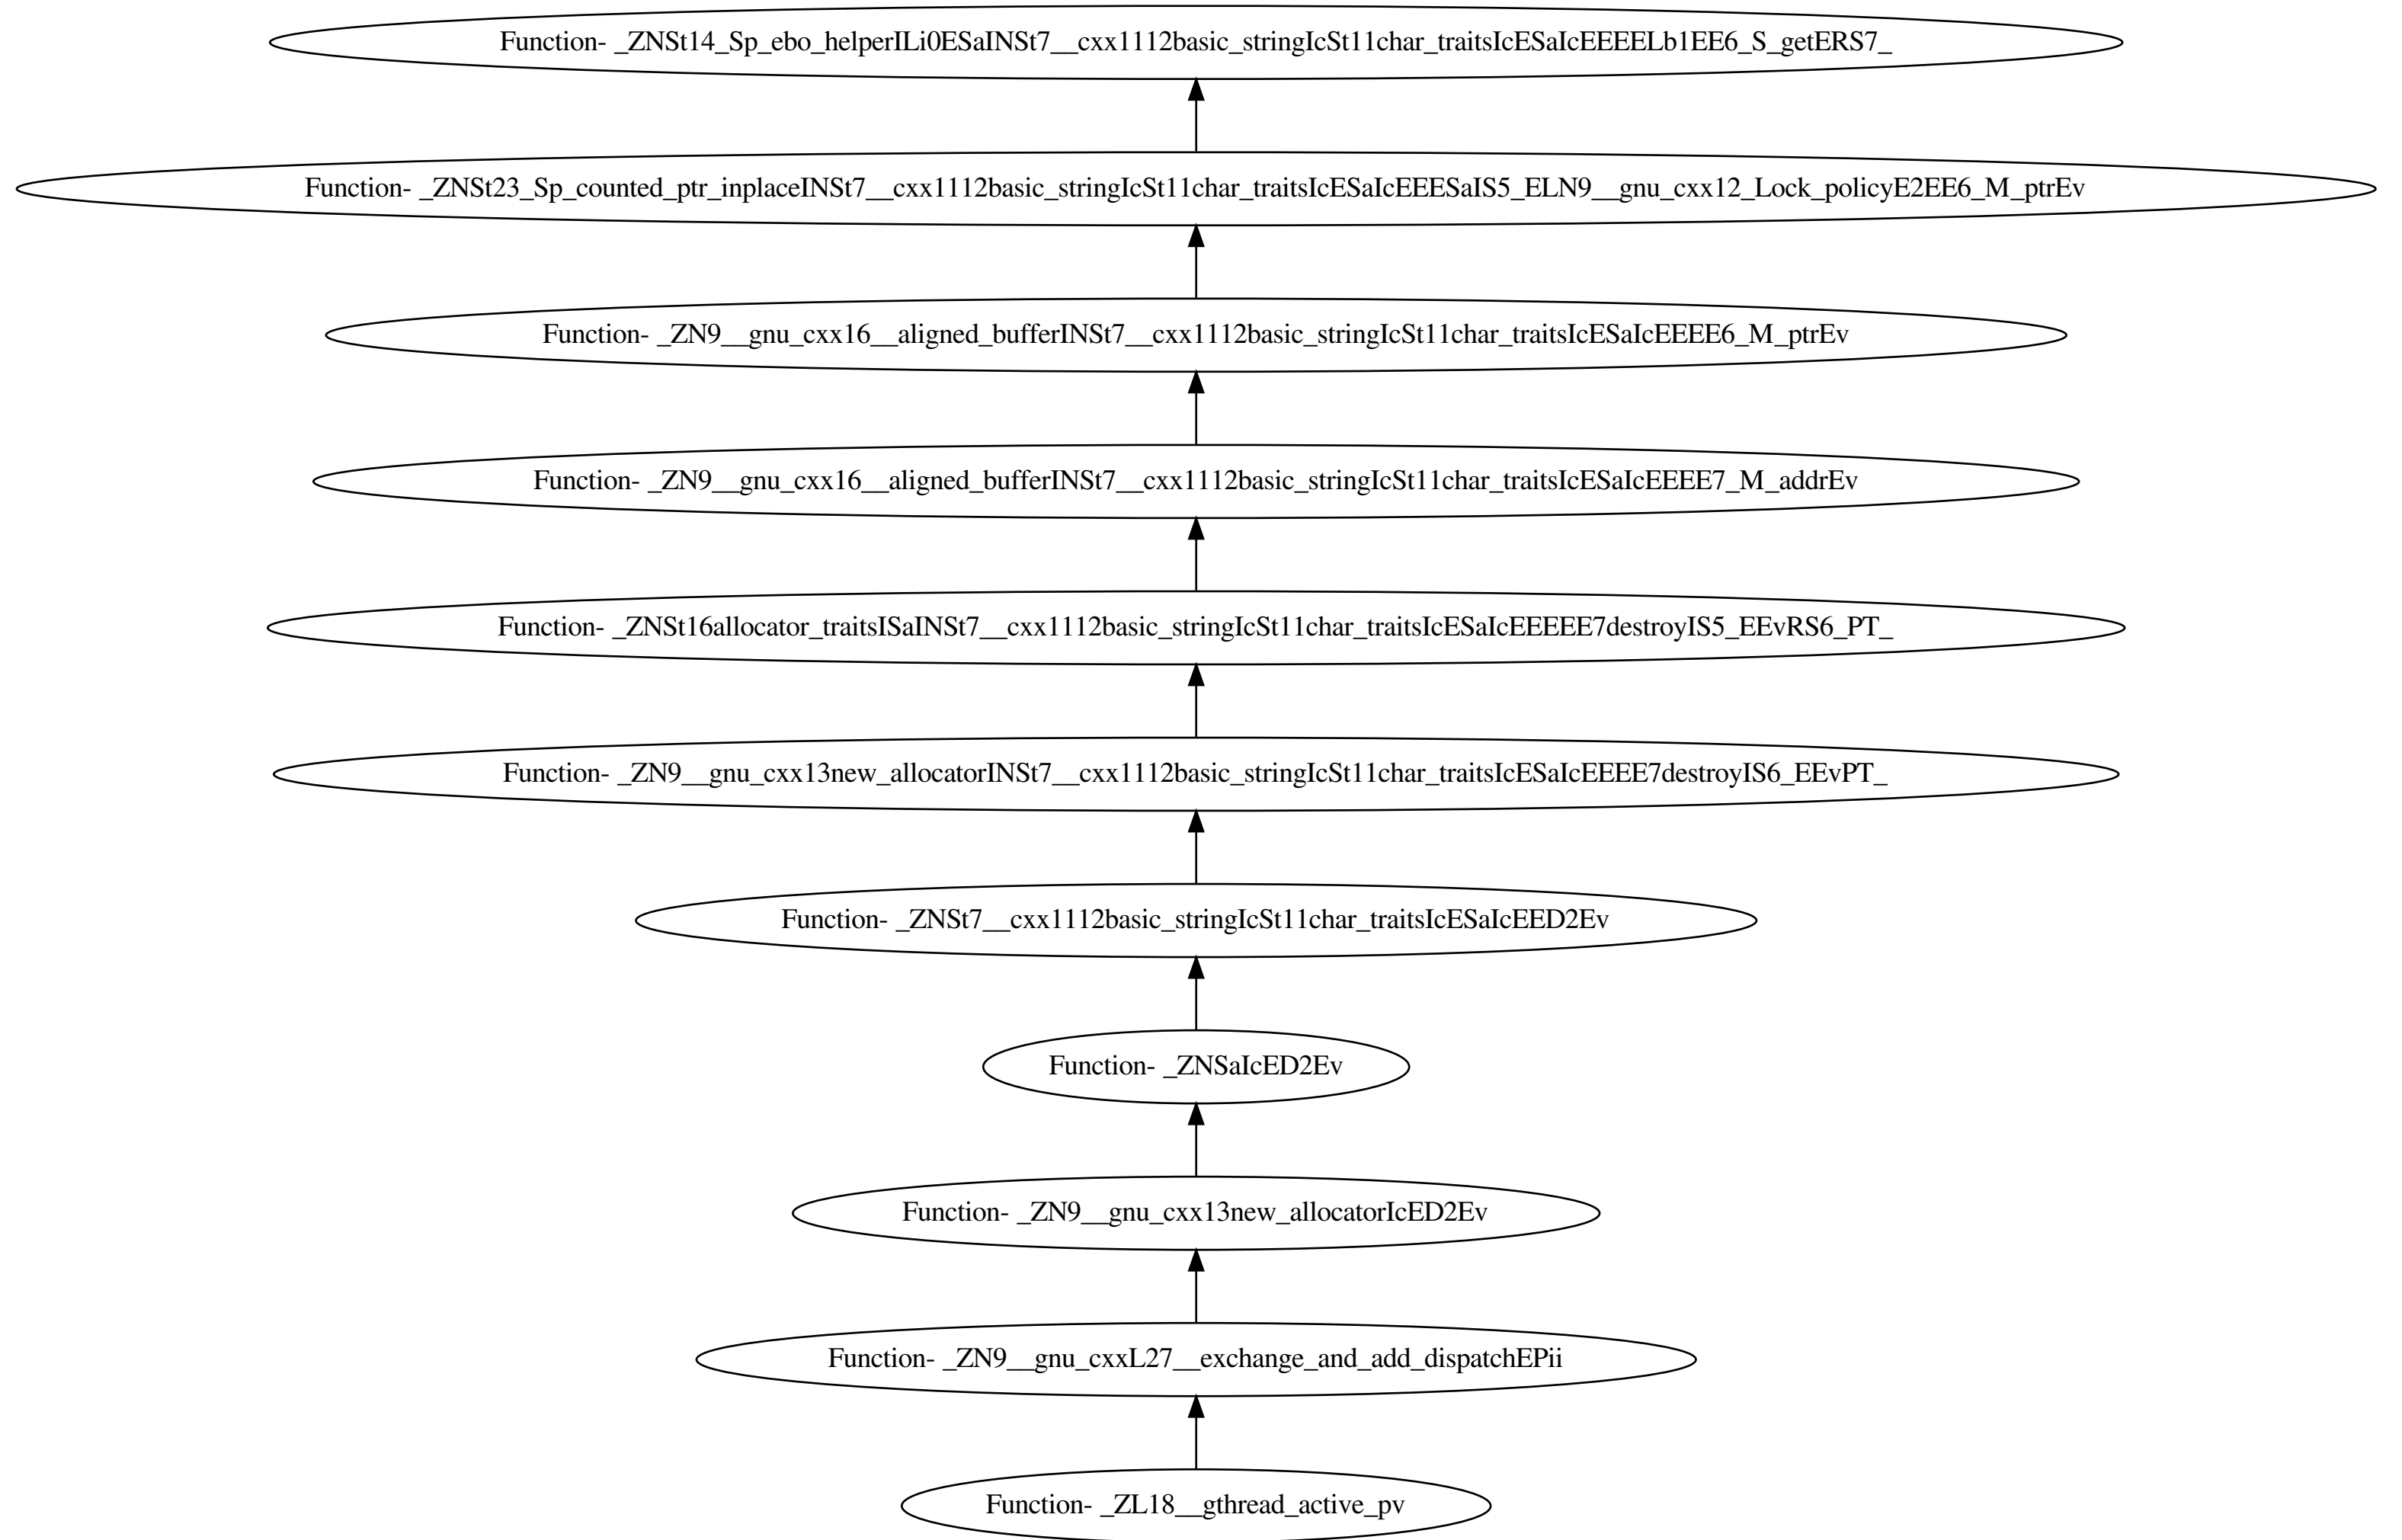 Function- _ZNSt14_Sp_ebo_helperILi0ESaINSt7__cxx1112basic_stringIcSt11char_traitsIcESaIcEEEELb1EE6_S_getERS7_
Function- _ZNSt23_Sp_counted_ptr_inplaceINSt7__cxx1112basic_stringIcSt11char_traitsIcESaIcEEESaIS5_ELN9__gnu_cxx12_Lock_policyE2EE6_M_ptrEv
Function- _ZN9__gnu_cxx16__aligned_bufferINSt7__cxx1112basic_stringIcSt11char_traitsIcESaIcEEEE6_M_ptrEv
Function- _ZN9__gnu_cxx16__aligned_bufferINSt7__cxx1112basic_stringIcSt11char_traitsIcESaIcEEEE7_M_addrEv
Function- _ZNSt16allocator_traitsISaINSt7__cxx1112basic_stringIcSt11char_traitsIcESaIcEEEEE7destroyIS5_EEvRS6_PT_
Function- _ZN9__gnu_cxx13new_allocatorINSt7__cxx1112basic_stringIcSt11char_traitsIcESaIcEEEE7destroyIS6_EEvPT_
Function- _ZNSt7__cxx1112basic_stringIcSt11char_traitsIcESaIcEED2Ev
Function- _ZNSaIcED2Ev
Function- _ZN9__gnu_cxx13new_allocatorIcED2Ev
Function- _ZN9__gnu_cxxL27__exchange_and_add_dispatchEPii
Function- _ZL18__gthread_active_pv